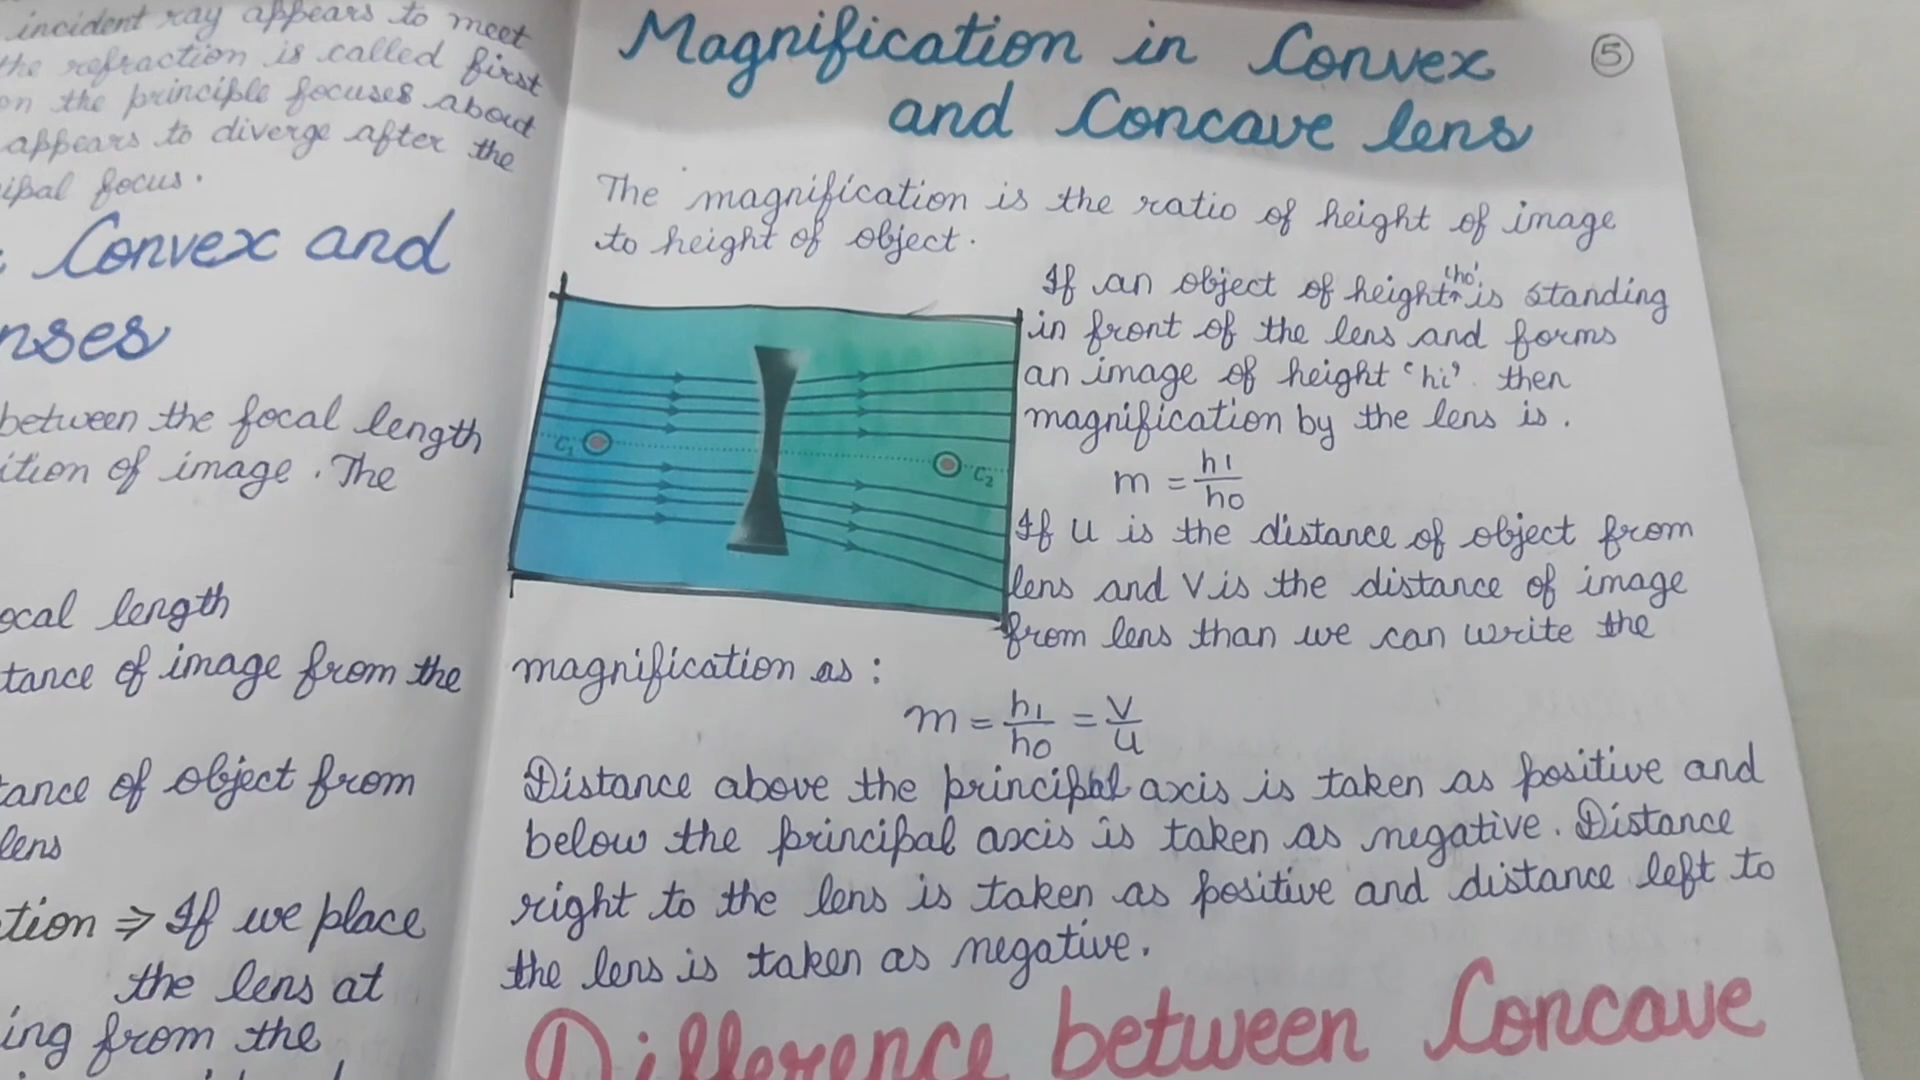 incident ray appears to meet
the refraction is called first
on the principle focuses about
appears to diverge after the
focus.
Convex and
nses
between the focal length
ition of image. The
ocal length
tance of image from the
tance of object from
lens
tion ⇒ If we place
the lens at
ing from the
Magnification in Convex
and Concave lens
5
The magnification is the ratio of height of image
to height of object.
If an object of height 'ho' is standing
in front of the lens and forms
an image of height 'hi' then
magnification by the lens is.
C1
C2
m = hI/ho
If u is the distance of object from
lens and V is the distance of image
from lens than we can write the
magnification as :
m = hI/ho = V/u
Distance above the principal axis is taken as positive and
below the principal axis is taken as negative. Distance
right to the lens is taken as positive and distance left to
the lens is taken as negative.
Difference between Concave